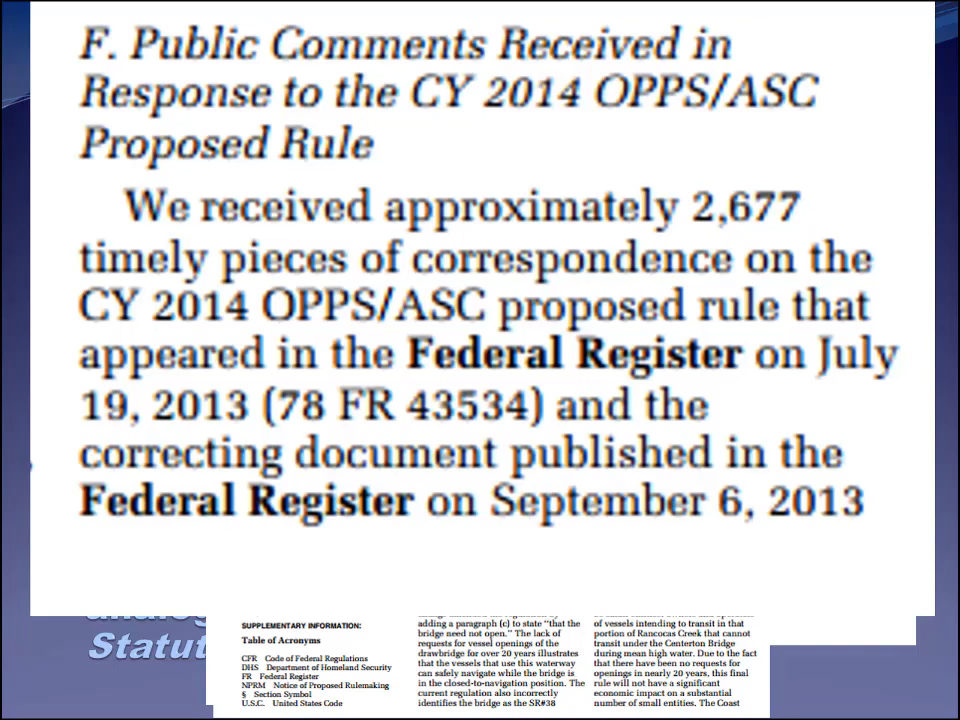 F. Public Comments Received in
Response to the CY 2014 OPPS/ASC
Proposed Rule
We received approximately 2,677
timely pieces of correspondence on the
CY 2014 OPPS/ASC proposed rule that
appeared in the Federal Register on July
19, 2013 (78 FR 43534) and the
correcting document published in the
Federal Register on September 6, 2013
Statut
SUPPLEMENTARY INFORMATION:
Table of Acronyms
CFR Code of Federal Regulations
DHS Department of Homeland Security
FR Federal Register
NPRM Notice of Proposed Rulemaking
§ Section Symbol
U.S.C. United States Code
adding a paragraph (c) to state "that the
bridge need not open." The lack of
requests for vessel openings of the
drawbridge for over 20 years illustrates
that the vessels that use this waterway
can safely navigate while the bridge is
in the closed-to-navigation position. The
current regulation also incorrectly
identifies the bridge as the SR#38
of vessels intending to transit in that
portion of Rancocas Creek that cannot
transit under the Centerton Bridge
during mean high water. Due to the fact
that there have been no requests for
openings in nearly 20 years, this final
rule will not have a significant
economic impact on a substantial
number of small entities. The Coast